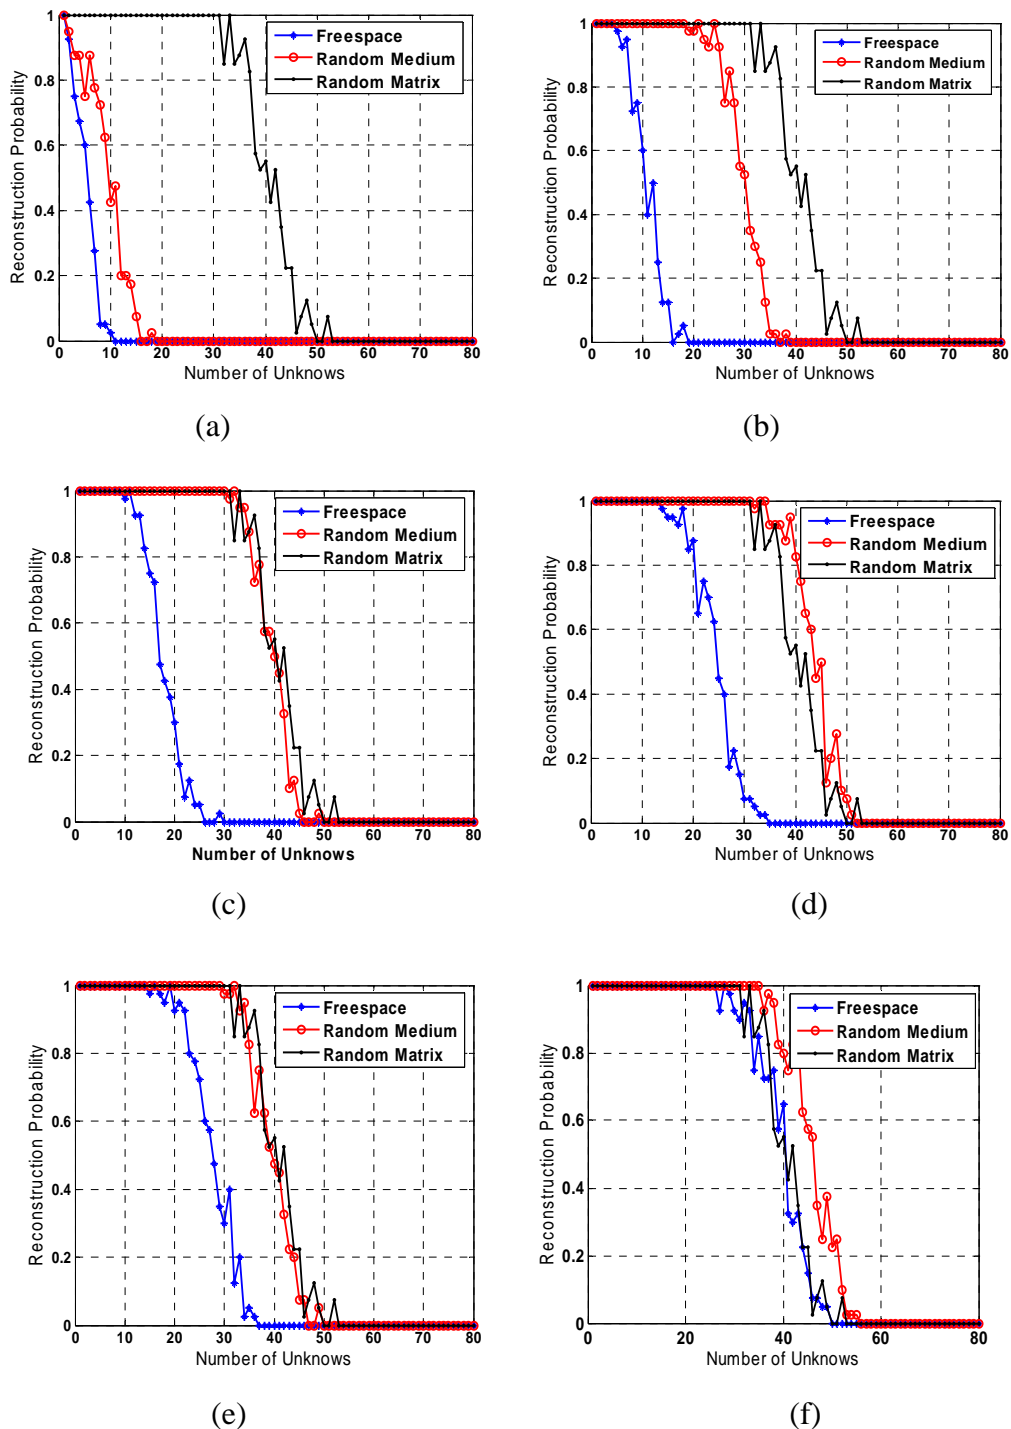 1
0.8
0.6
0.4
0.2
0
0 10 20 30 40 50 60 70 80
Reconstruction Probability
Number of Unknows
Freespace
Random Medium
Random Matrix
(a)
1
0.8
0.6
0.4
0.2
0
0 10 20 30 40 50 60 70 80
Reconstruction Probability
Number of Unknows
Freespace
Random Medium
Random Matrix
(b)
1
0.8
0.6
0.4
0.2
0
0 10 20 30 40 50 60 70 80
Reconstruction Probability
Number of Unknows
Freespace
Random Medium
Random Matrix
(c)
1
0.8
0.6
0.4
0.2
0
0 10 20 30 40 50 60 70 80
Reconstruction Probability
Number of Unknows
Freespace
Random Medium
Random Matrix
(d)
1
0.8
0.6
0.4
0.2
0
0 10 20 30 40 50 60 70 80
Reconstruction Probability
Number of Unknows
Freespace
Random Medium
Random Matrix
(e)
1
0.8
0.6
0.4
0.2
0
0 20 40 60 80
Reconstruction Probability
Number of Unknows
Freespace
Random Medium
Random Matrix
(f)